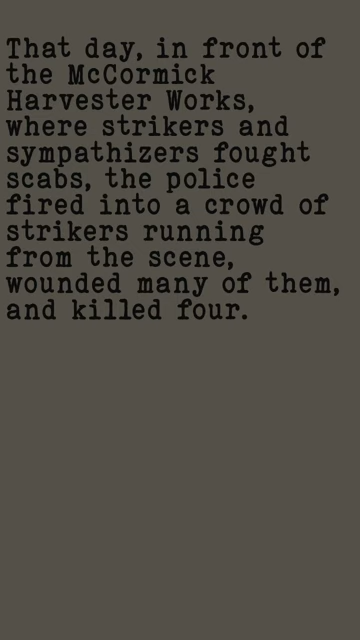 That day, in front of
the McCormick
Harvester Works,
where strikers and
sympathizers fought
scabs, the police
fired into a crowd of
strikers running
from the scene,
wounded many of them,
and killed four.